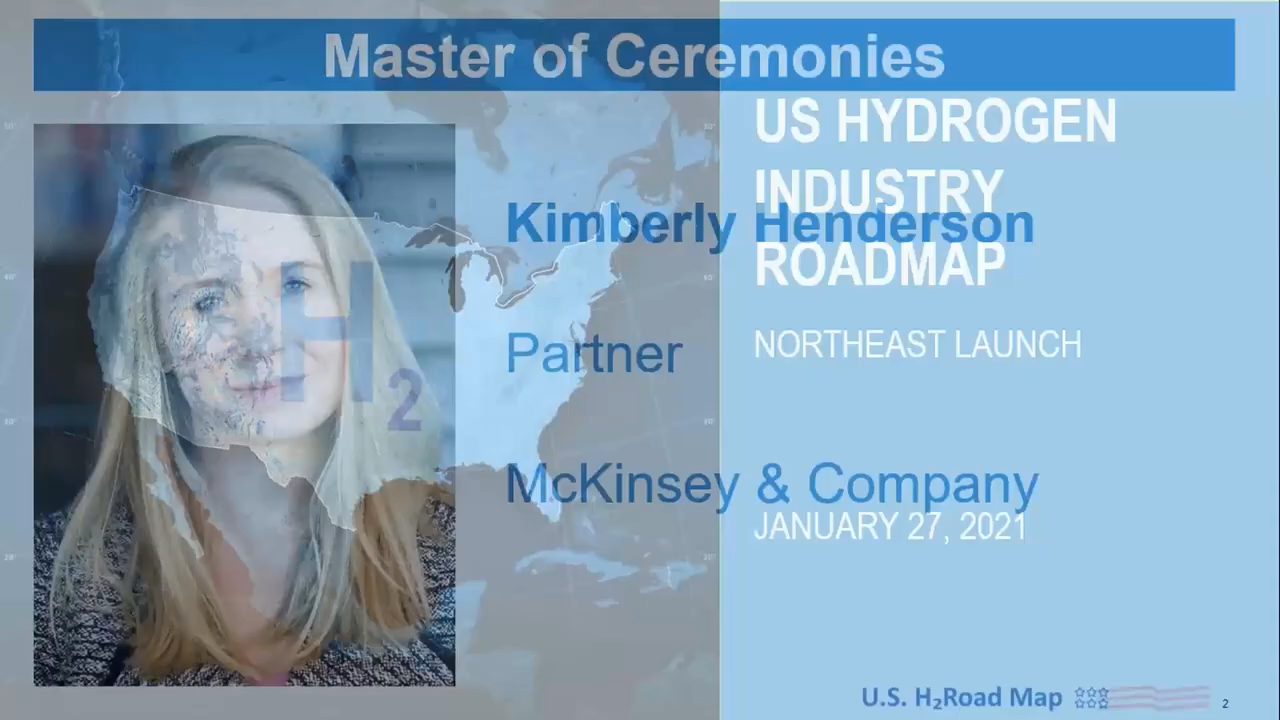 Master of Ceremonies
US HYDROGEN
INDUSTRY
ROADMAP
Kimberly Henderson
NORTHEAST LAUNCH
Partner
H2
McKinsey & Company
JANUARY 27, 2021
U.S. H₂Road Map
2